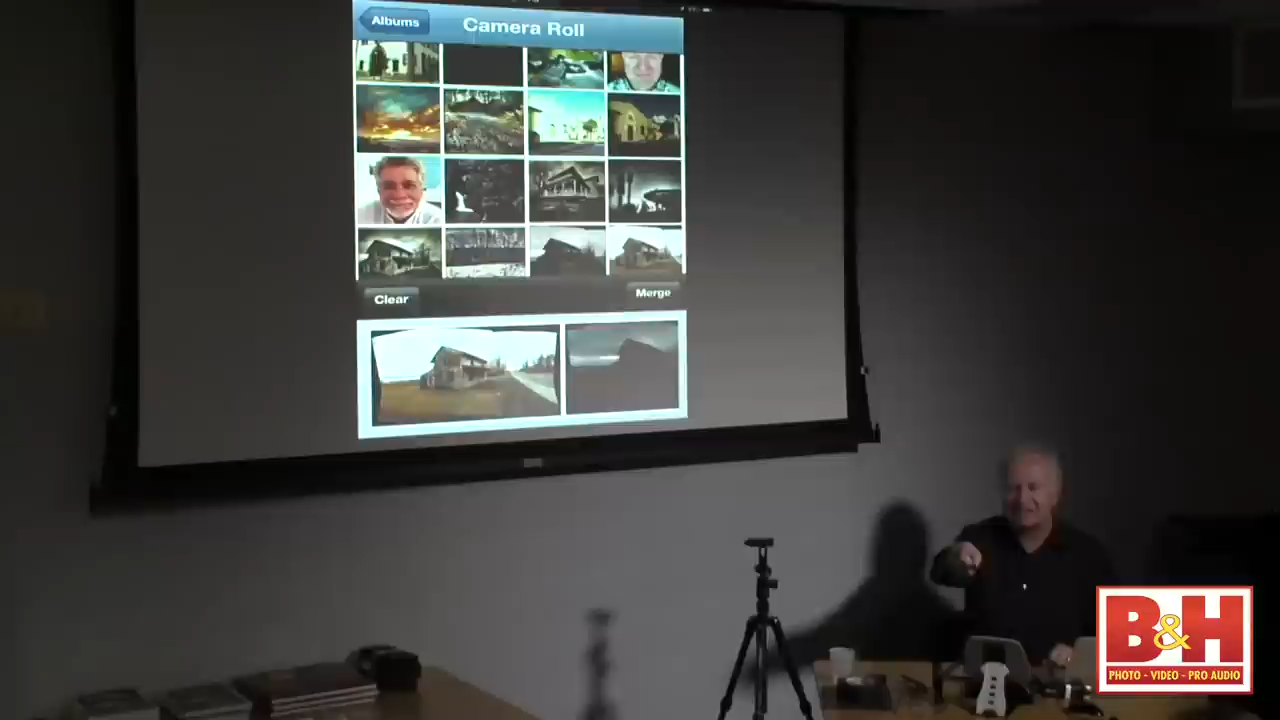 Albums
Camera Roll
Clear
Merge
B&H
PHOTO - VIDEO - PRO AUDIO